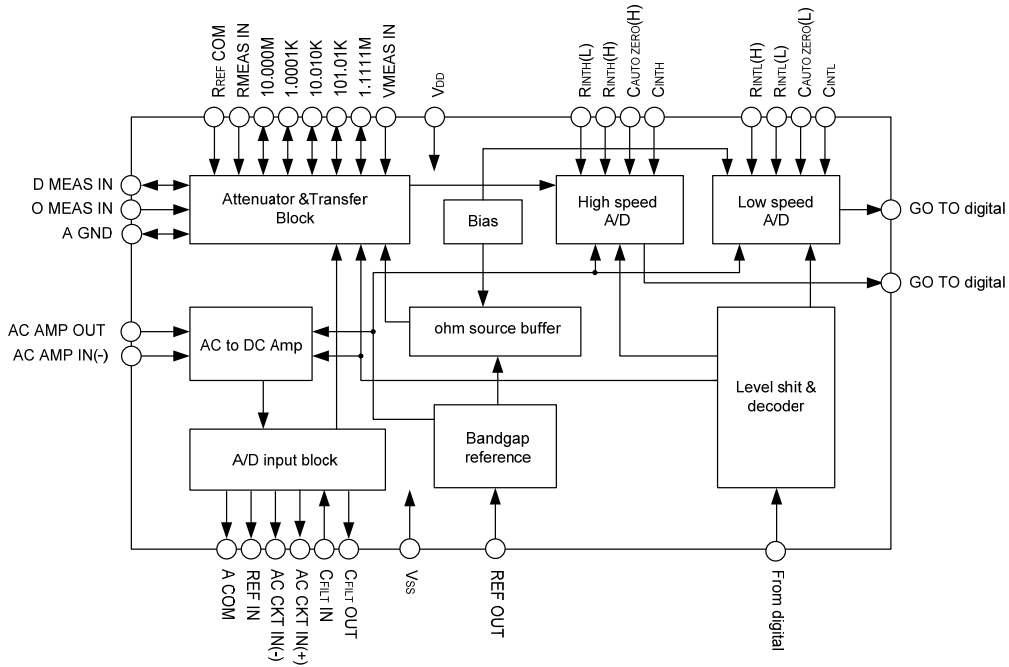 RREF COM
RMEAS IN
10.000M
1.0001K
10.010K
101.01K
1.1111M
VMEAS IN
VDD
RINTH(L)
RINTH(H)
CAUTO ZERO(H)
CINTH
RINTL(H)
RINTL(L)
CAUTO ZERO(L)
CINTL
D MEAS IN
O MEAS IN
A GND
Attenuator &Transfer
Block
Bias
High speed
A/D
Low speed
A/D
GO TO digital
GO TO digital
AC AMP OUT
AC AMP IN(-)
AC to DC Amp
ohm source buffer
Level shit &
decoder
A/D input block
Bandgap
reference
A COM
REF IN
AC CKT IN(-)
AC CKT IN(+)
CFILT IN
CFILT OUT
VSS
REF OUT
From digital